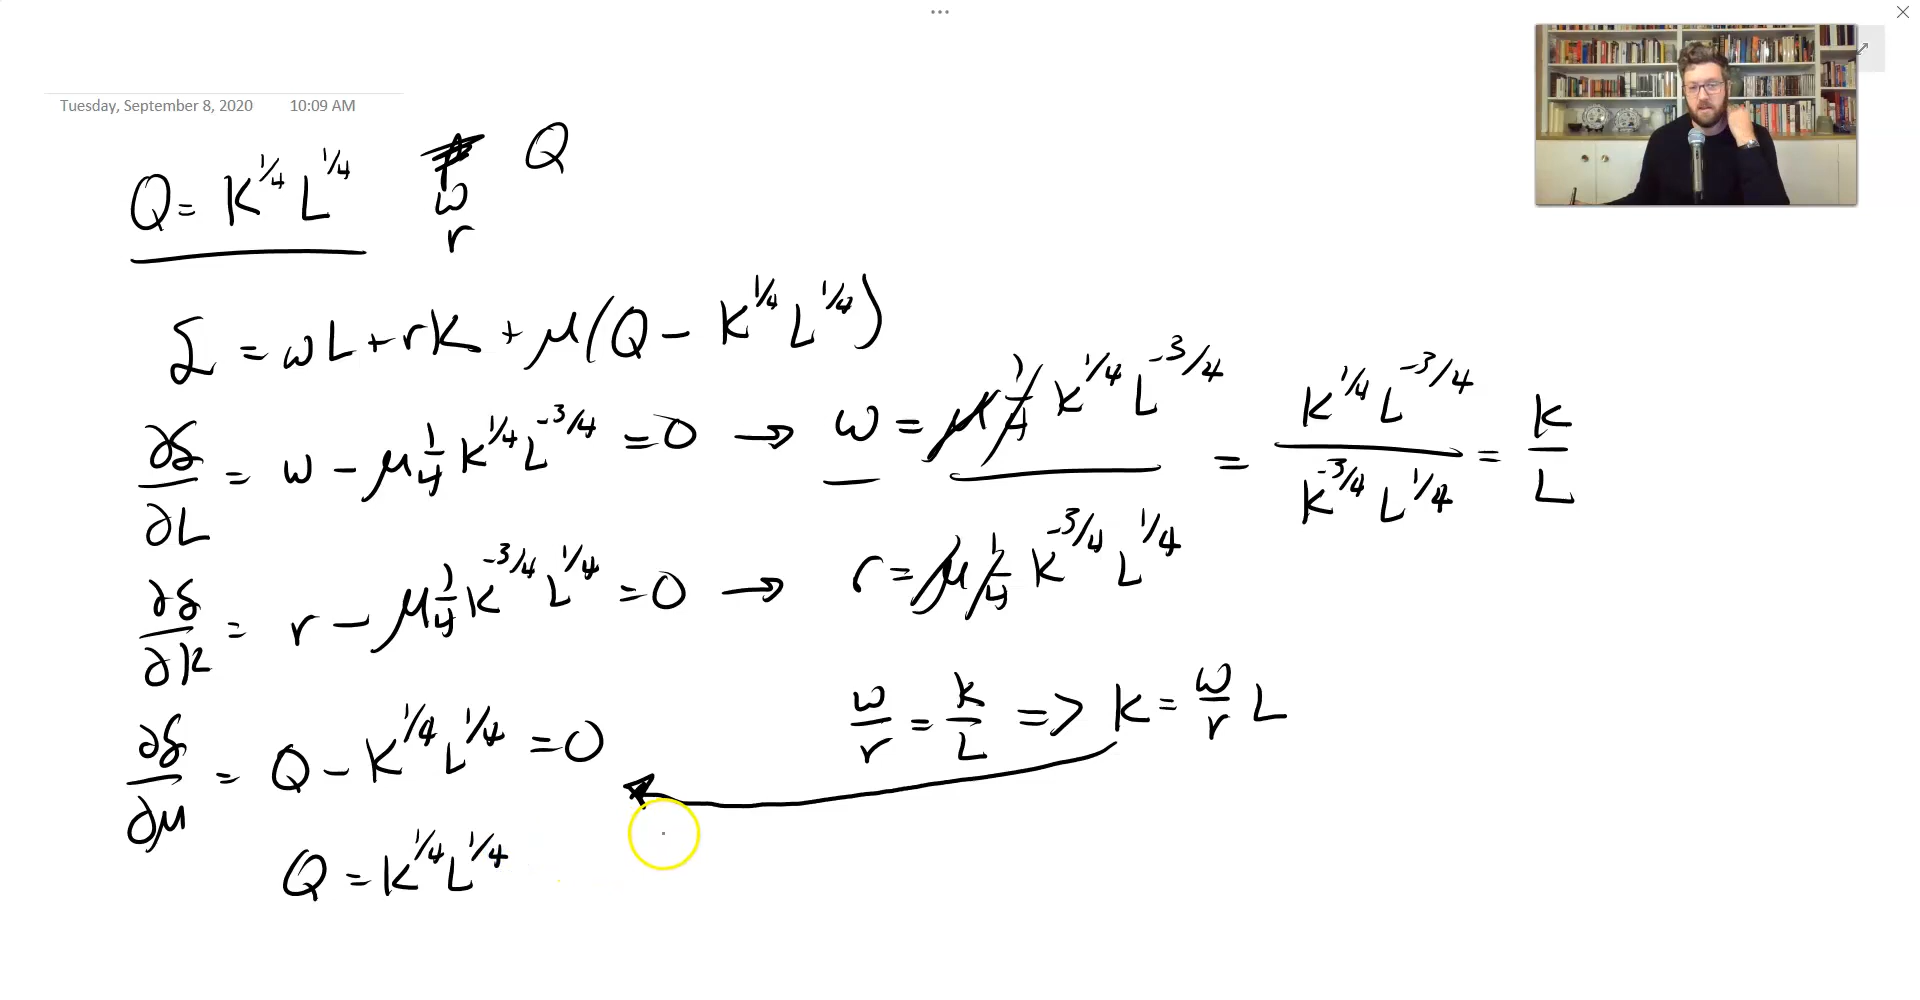 Tuesday, September 8, 2020 10:09 AM
Q = K^{1/4} L^{1/4}
w
r
Q
ℒ = wL + rK + μ(Q − K^{1/4} L^{1/4})
∂ℒ/∂L = w − μ 1/4 K^{1/4} L^{-3/4} = 0 → w = μ 1/4 K^{1/4} L^{-3/4}
= K^{1/4} L^{-3/4} / K^{-3/4} L^{1/4} = K/L
∂ℒ/∂K = r − μ 1/4 K^{-3/4} L^{1/4} = 0 → r = μ 1/4 K^{-3/4} L^{1/4}
w/r = K/L => K = w/r L
∂ℒ/∂μ = Q − K^{1/4} L^{1/4} = 0
Q = K^{1/4} L^{1/4}